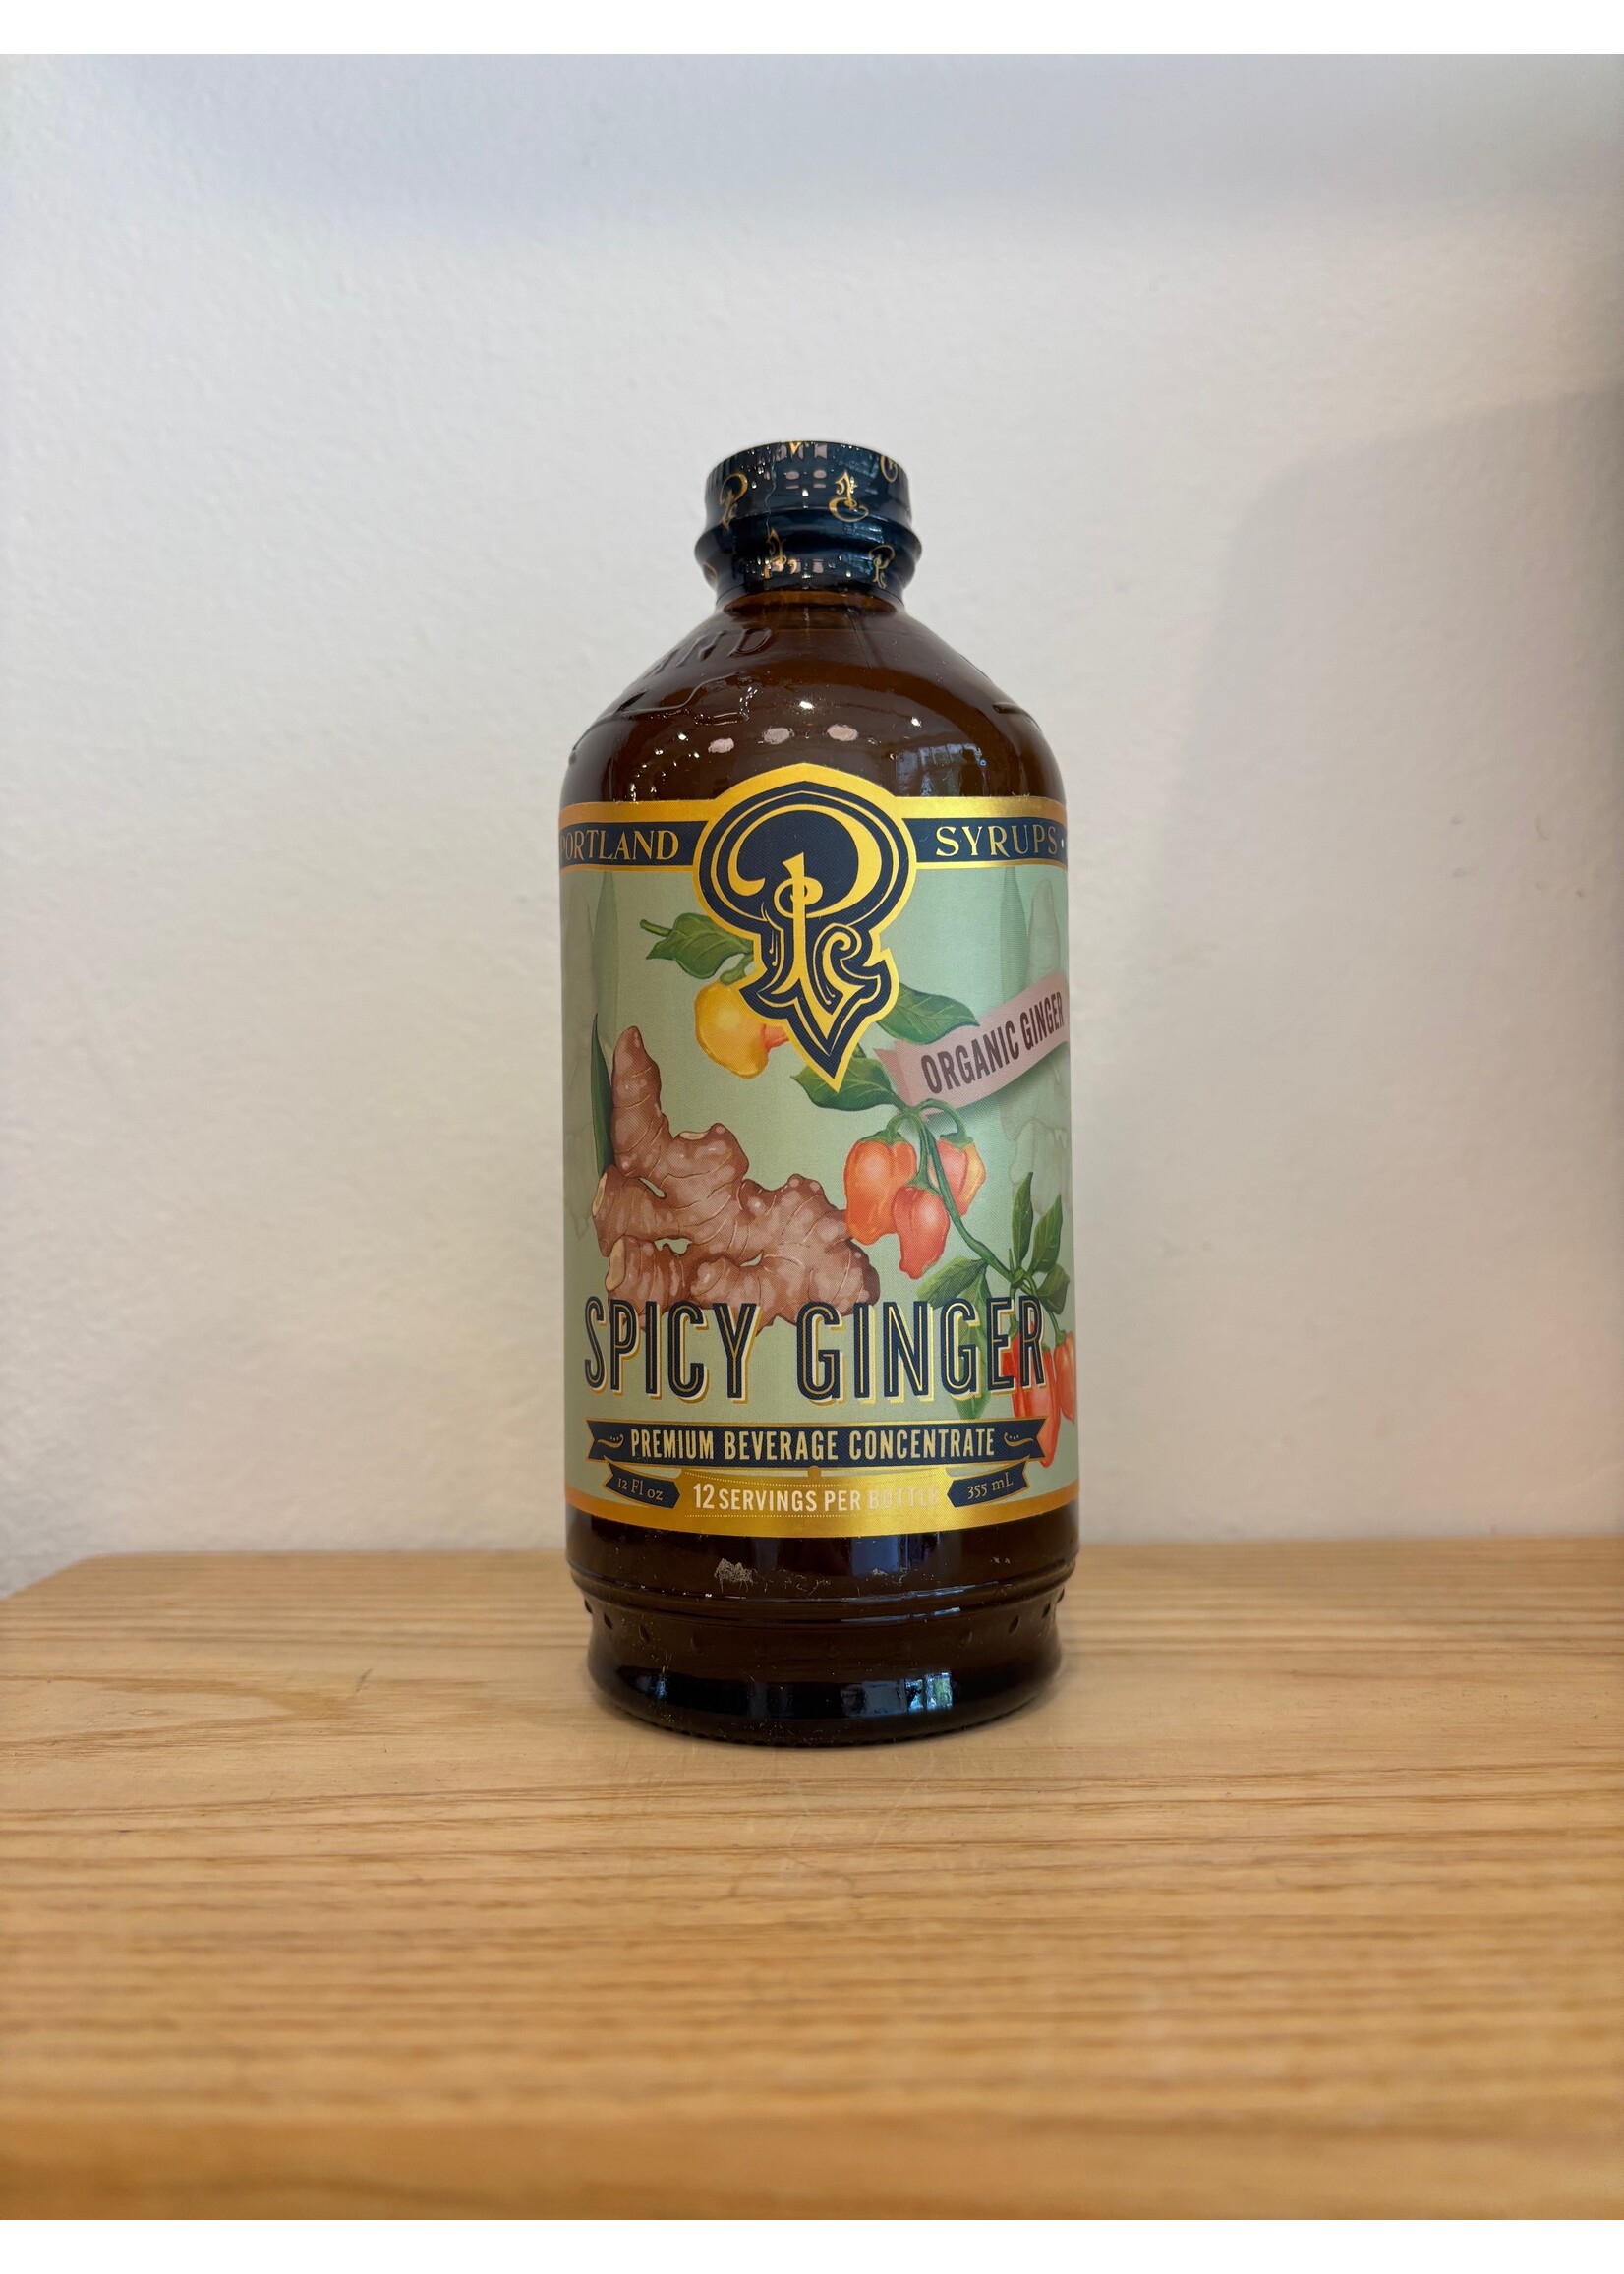 PORTLAND SYRUPS
ORGANIC GINGER
SPICY GINGER
PREMIUM BEVERAGE CONCENTRATE
12 Fl oz 12 SERVINGS PER BOTTLE 355 mL